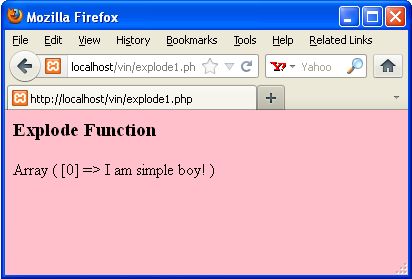 Mozilla Firefox
File Edit View History Bookmarks Tools Help Related Links
localhost/vin/explode1.ph Yahoo
http://localhost/vin/explode1.php
Explode Function
Array ( [0] => I am simple boy! )